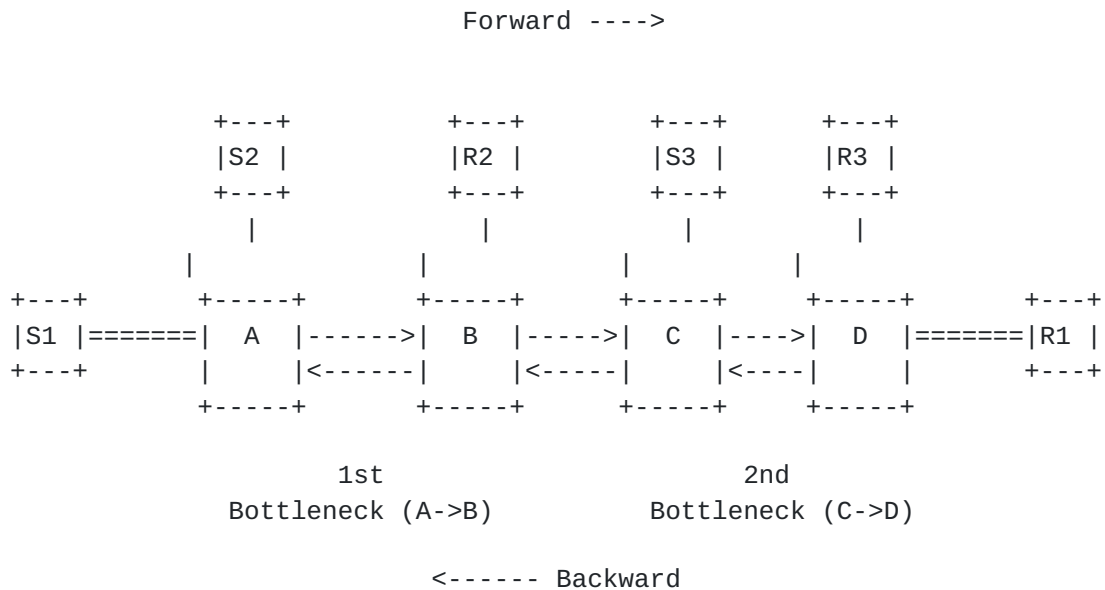 Forward ---->
+---+ +---+ +---+ +---+
|S2 | |R2 | |S3 | |R3 |
+---+ +---+ +---+ +---+
| | | |
| | | |
+---+ +-----+ +-----+ +-----+ +-----+ +---+
|S1 |=======| A |------>| B |----->| C |---->| D |=======|R1 |
+---+ | |<------| |<-----| |<----| | +---+
+-----+ +-----+ +-----+ +-----+
1st 2nd
Bottleneck (A->B) Bottleneck (C->D)
<------ Backward